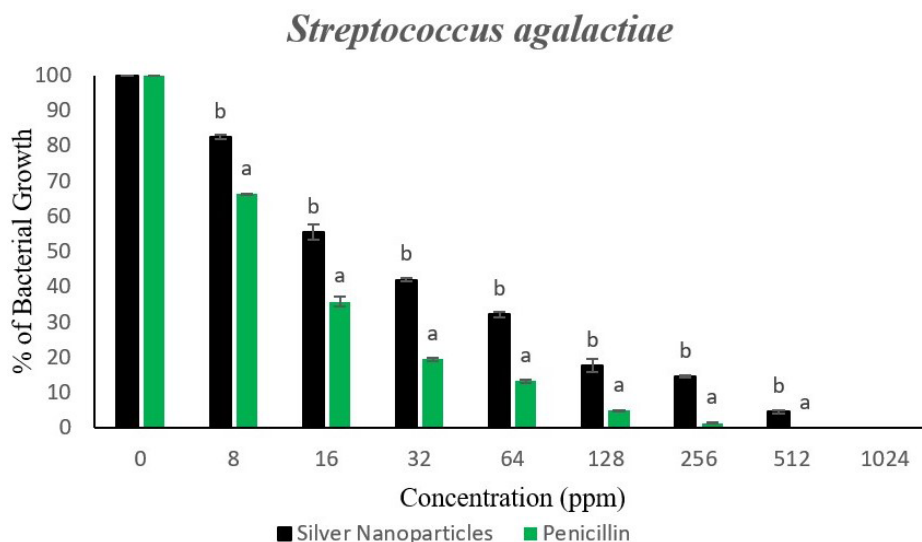 Streptococcus agalactiae
% of Bacterial Growth
100
90
80
70
60
50
40
30
20
10
0
b
a
b
a
b
a
b
a
b
a
b
a
b
a
0 8 16 32 64 128 256 512 1024
Concentration (ppm)
Silver Nanoparticles Penicillin